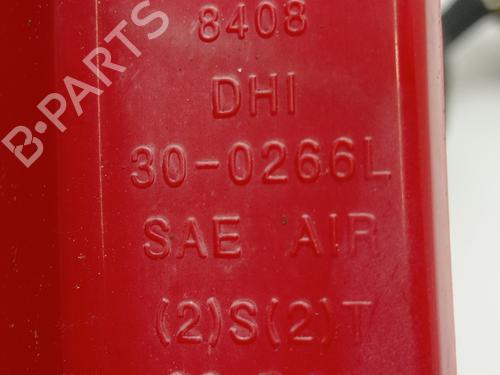 8408
DHI
30-0266L
SAE AIR
(2)S(2)T
B-PARTS